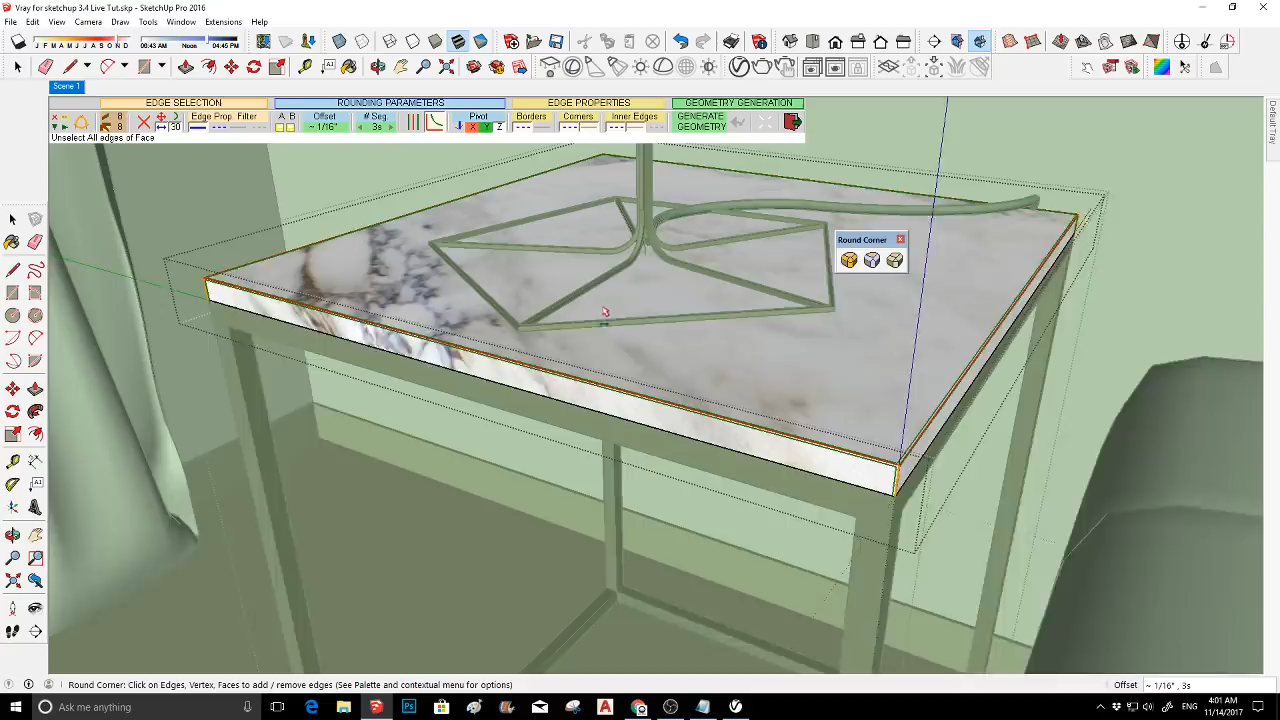 Vray for sketchup 3.4 Live Tut.skp - SketchUp Pro 2016
File Edit View Camera Draw Tools Window Extensions Help
J F M A M J J A S O N D 06:43 AM Noon 04:45 PM
Scene 1
Default Tray
EDGE SELECTION ROUNDING PARAMETERS EDGE PROPERTIES GEOMETRY GENERATION
Edge Prop. Filter A B Offset # Seg. Pivot Borders Corners Inner Edges GENERATE
30 ~ 1/16" 3s X Y Z GEOMETRY
Unselect All edges of Face
Round Corner
Round Corner: Click on Edges, Vertex, Faces to add / remove edges (See Palette and contextual menu for options)
Offset ~ 1/16" , 3s
Ask me anything
4:01 AM
11/14/2017